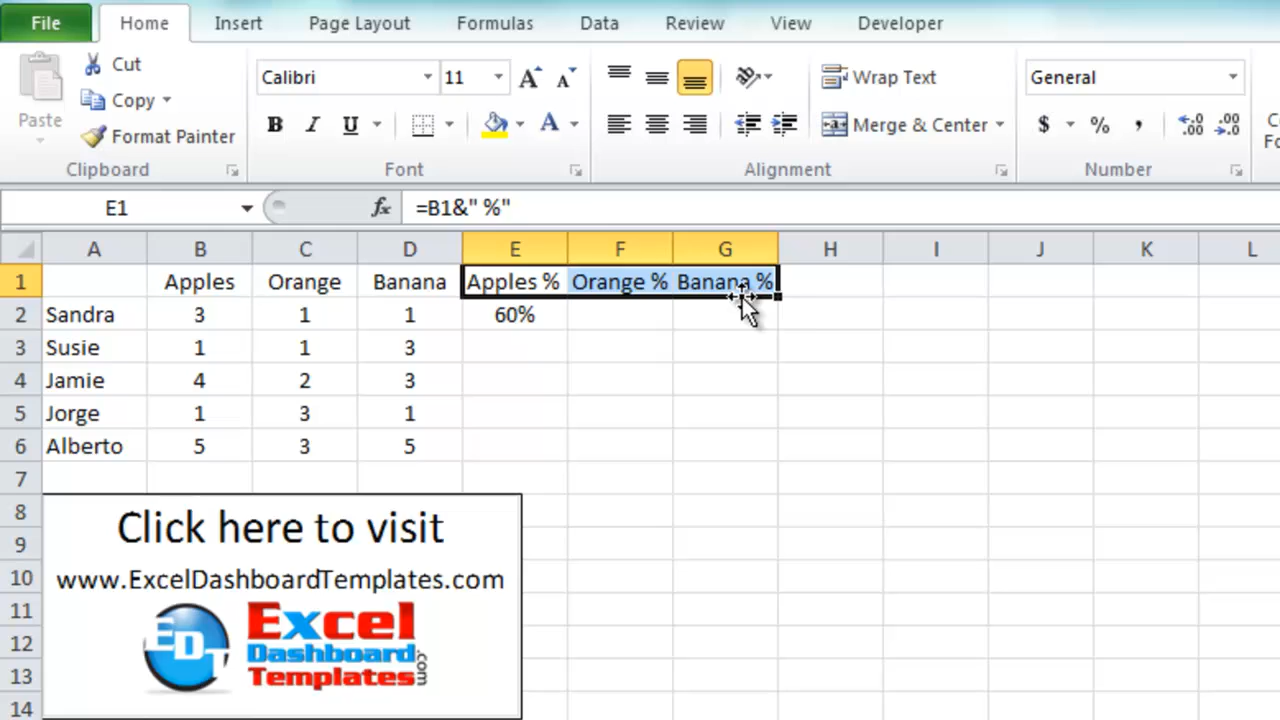 File Home Insert Page Layout Formulas Data Review View Developer
Paste Cut Calibri 11 A A Wrap Text General
Copy
Format Painter B I U A Merge & Center $ % , .00 .00
Clipboard Font Alignment Number
E1 fx =B1&" %"
A B C D E F G H I J K L
1 Apples Orange Banana Apples % Orange % Banana %
2 Sandra 3 1 1 60%
3 Susie 1 1 3
4 Jamie 4 2 3
5 Jorge 1 3 1
6 Alberto 5 3 5
7
8
9
10
11
12
13
14
Click here to visit
www.ExcelDashboardTemplates.com
EDT Excel
Dashboard
Templates .com